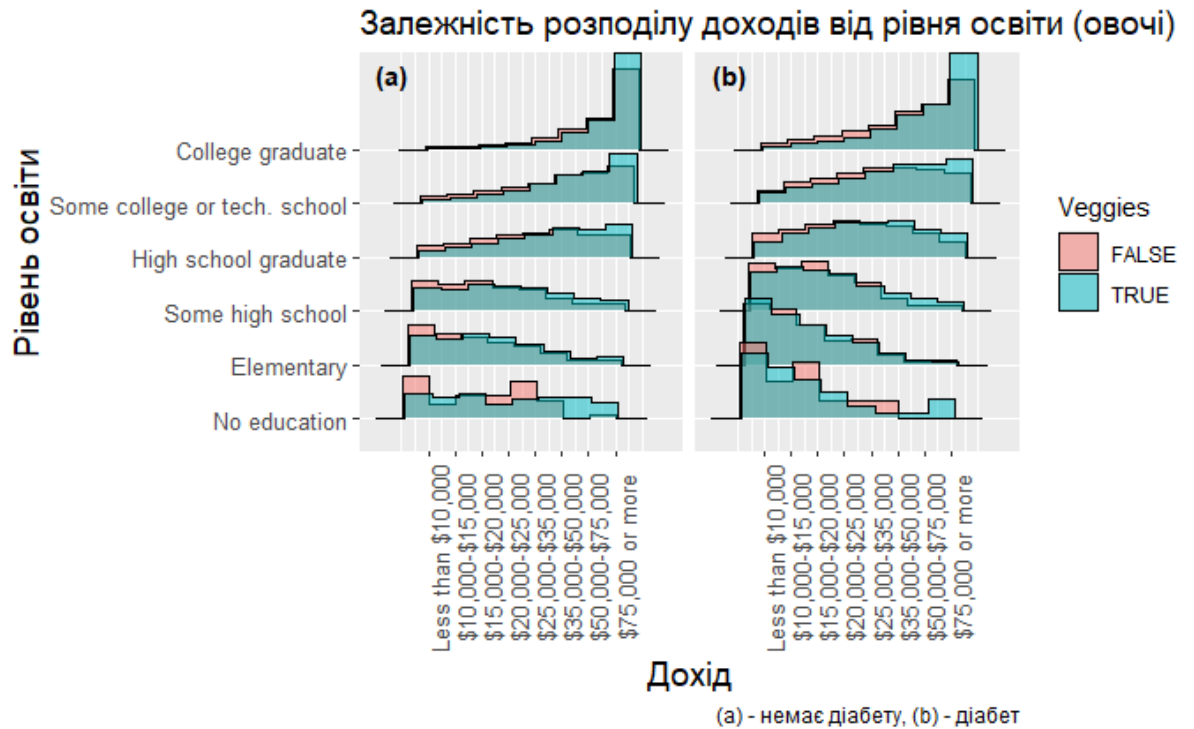 Залежність розподілу доходів від рівня освіти (овочі)
(a)
(b)
Рівень освіти
College graduate
Some college or tech. school
High school graduate
Some high school
Elementary
No education
Less than $10,000
$10,000-$15,000
$15,000-$20,000
$20,000-$25,000
$25,000-$35,000
$35,000-$50,000
$50,000-$75,000
$75,000 or more
Less than $10,000
$10,000-$15,000
$15,000-$20,000
$20,000-$25,000
$25,000-$35,000
$35,000-$50,000
$50,000-$75,000
$75,000 or more
Дохід
Veggies
FALSE
TRUE
(a) - немає діабету, (b) - діабет